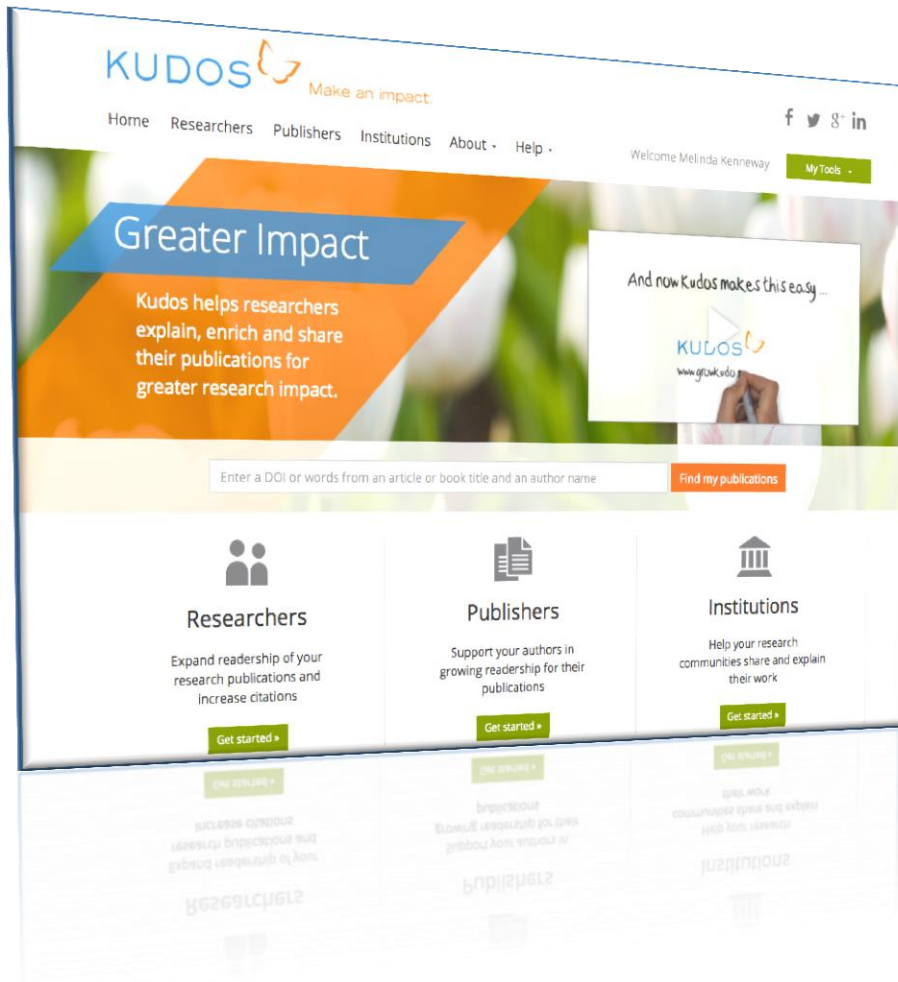 KUDOS
Make an impact.
f g+ in
Home Researchers Publishers Institutions About Help
Welcome Melinda Kenneway
My Tools
Greater Impact
Kudos helps researchers
explain, enrich and share
their publications for
greater research impact.
And now Kudos makes this easy ...
KUDOS
Enter a DOI or words from an article or book title and an author name
Find my publications
Researchers
Expand readership of your
research publications and
increase citations
Get started »
Publishers
Support your authors in
growing readership for their
publications
Get started »
Institutions
Help your research
communities share and explain
their work
Get started »